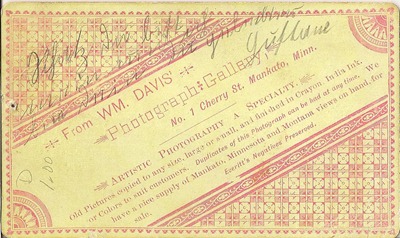 From WM. DAVIS'
Photograph Gallery
No. 1 Cherry St. Mankato, Minn.
ARTISTIC PHOTOGRAPHY A SPECIALTY.
Old Pictures copied to any size, large or small, and finished in Crayon, India Ink,
or Colors to suit customers. Duplicates of this Photograph can be had at any time. We
have a nice supply of Mankato, Minnesota and Montana views on hand, for
sale. Everitt's Negatives Preserved.
D
1.00